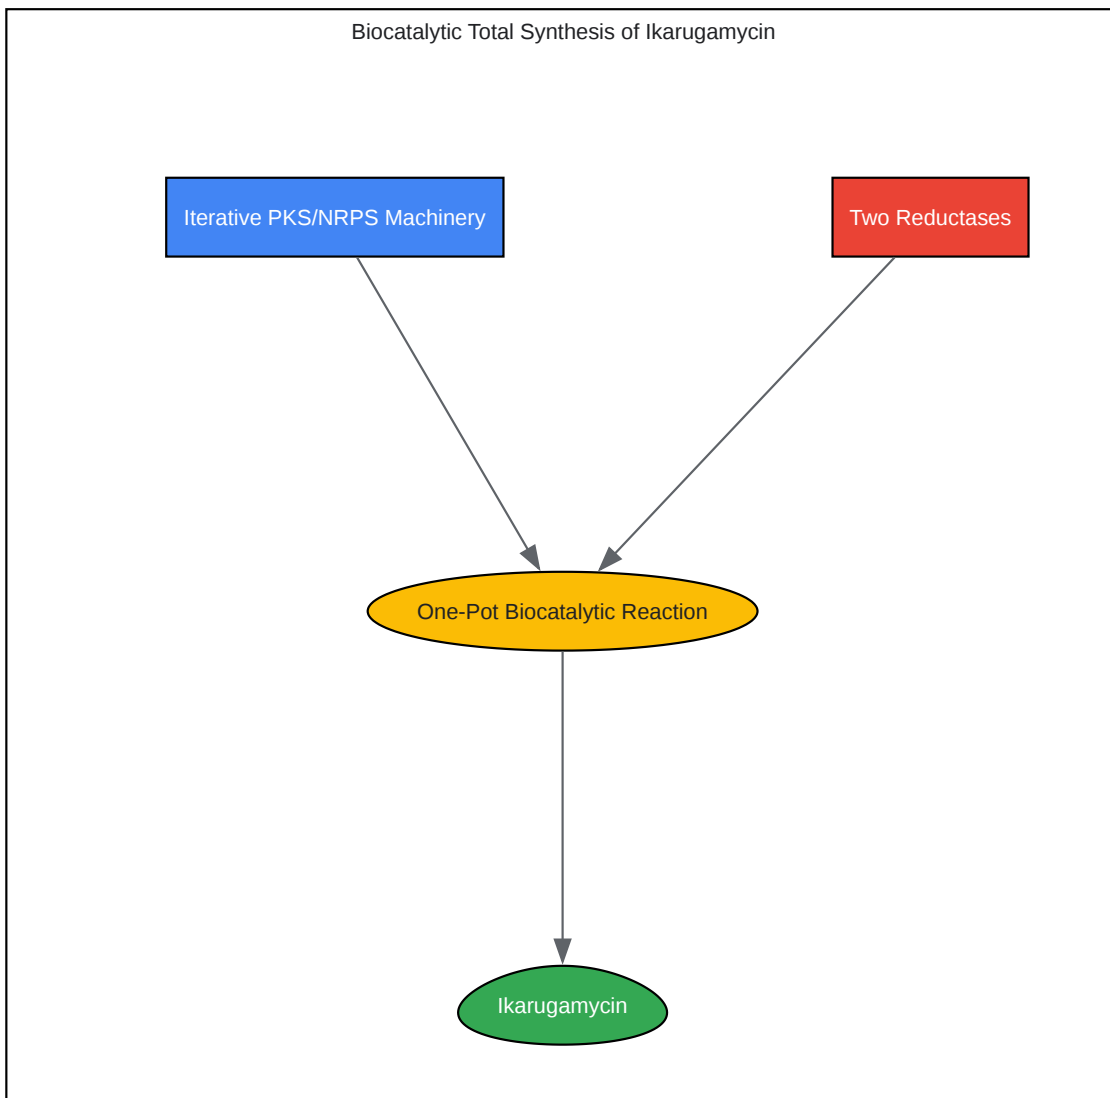 Biocatalytic Total Synthesis of Ikarugamycin
Iterative PKS/NRPS Machinery
Two Reductases
One-Pot Biocatalytic Reaction
Ikarugamycin